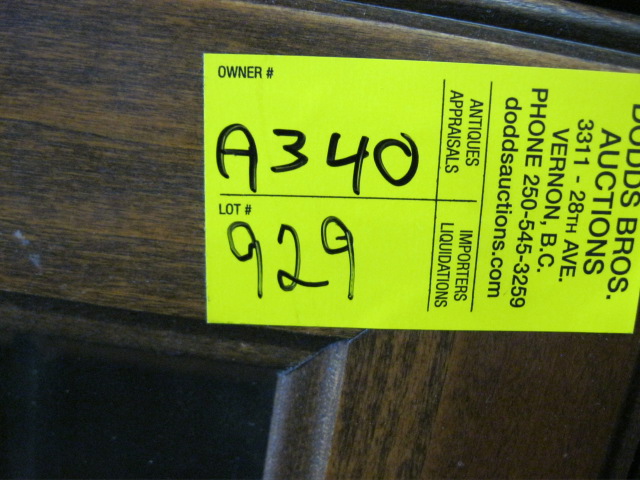 OWNER #
A340
LOT #
929
DODDS BROS.
AUCTIONS
3311 - 28TH AVE.
VERNON, B.C.
PHONE 250-545-3259
doddsauctions.com
ANTIQUES
APPRAISALS
IMPORTERS
LIQUIDATIONS